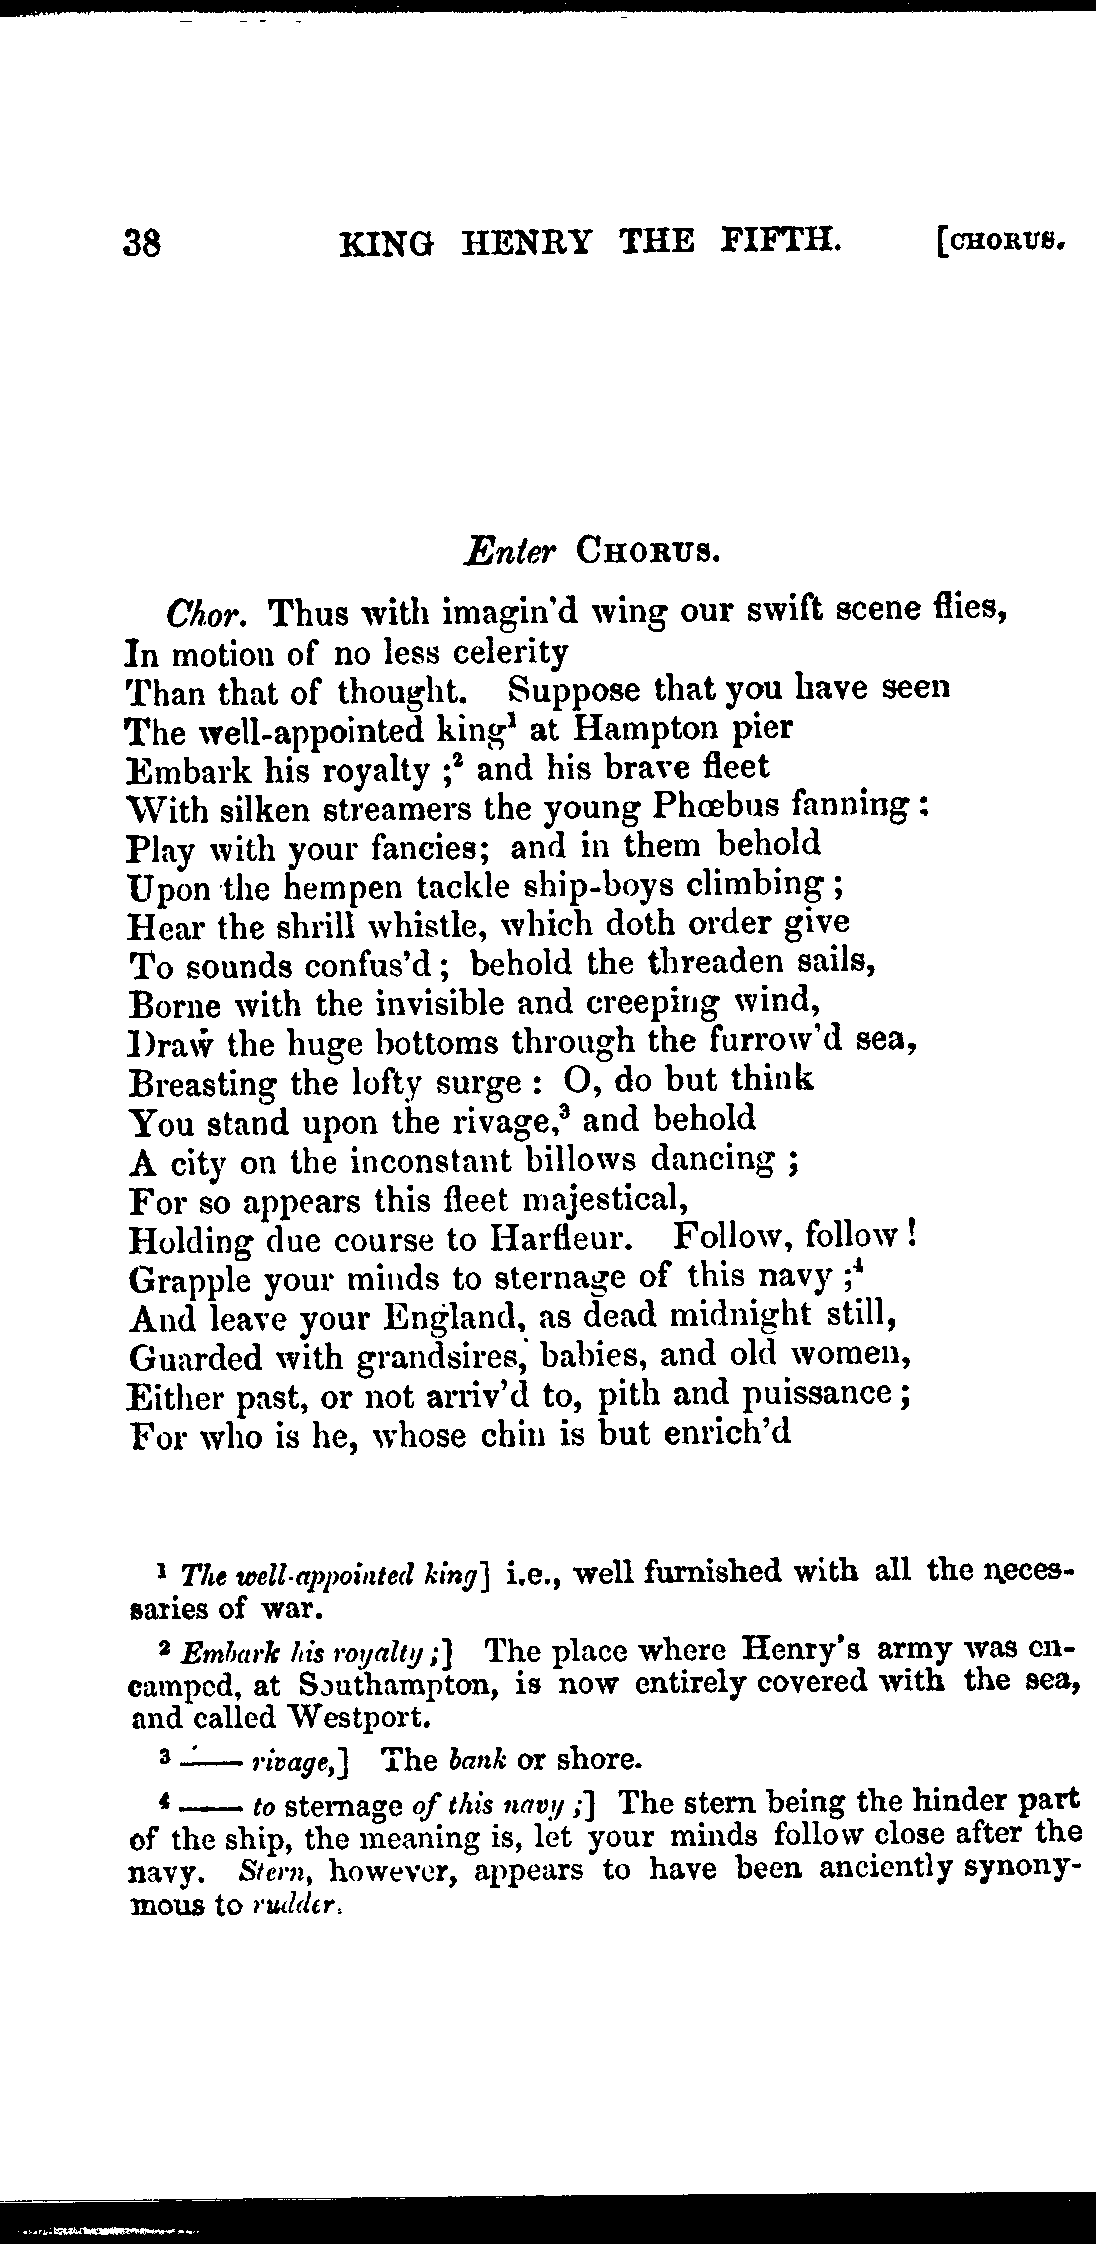 38 KING HENRY THE FIFTH. [CHORUS.
Enter CHORUS.
Chor. Thus with imagin'd wing our swift scene flies,
In motion of no less celerity
Than that of thought. Suppose that you have seen
The well-appointed king¹ at Hampton pier
Embark his royalty ;² and his brave fleet
With silken streamers the young Phœbus fanning :
Play with your fancies; and in them behold
Upon the hempen tackle ship-boys climbing ;
Hear the shrill whistle, which doth order give
To sounds confus'd ; behold the threaden sails,
Borne with the invisible and creeping wind,
Draw the huge bottoms through the furrow'd sea,
Breasting the lofty surge : O, do but think
You stand upon the rivage,³ and behold
A city on the inconstant billows dancing ;
For so appears this fleet majestical,
Holding due course to Harfleur. Follow, follow !
Grapple your minds to sternage of this navy ;⁴
And leave your England, as dead midnight still,
Guarded with grandsires, babies, and old women,
Either past, or not arriv'd to, pith and puissance ;
For who is he, whose chin is but enrich'd
¹ The well-appointed king] i.e., well furnished with all the neces-
saries of war.
² Embark his royalty ;] The place where Henry's army was en-
camped, at Southampton, is now entirely covered with the sea,
and called Westport.
³ —— rivage,] The bank or shore.
⁴ —— to sternage of this navy ;] The stern being the hinder part
of the ship, the meaning is, let your minds follow close after the
navy. Stern, however, appears to have been anciently synony-
mous to rudder.